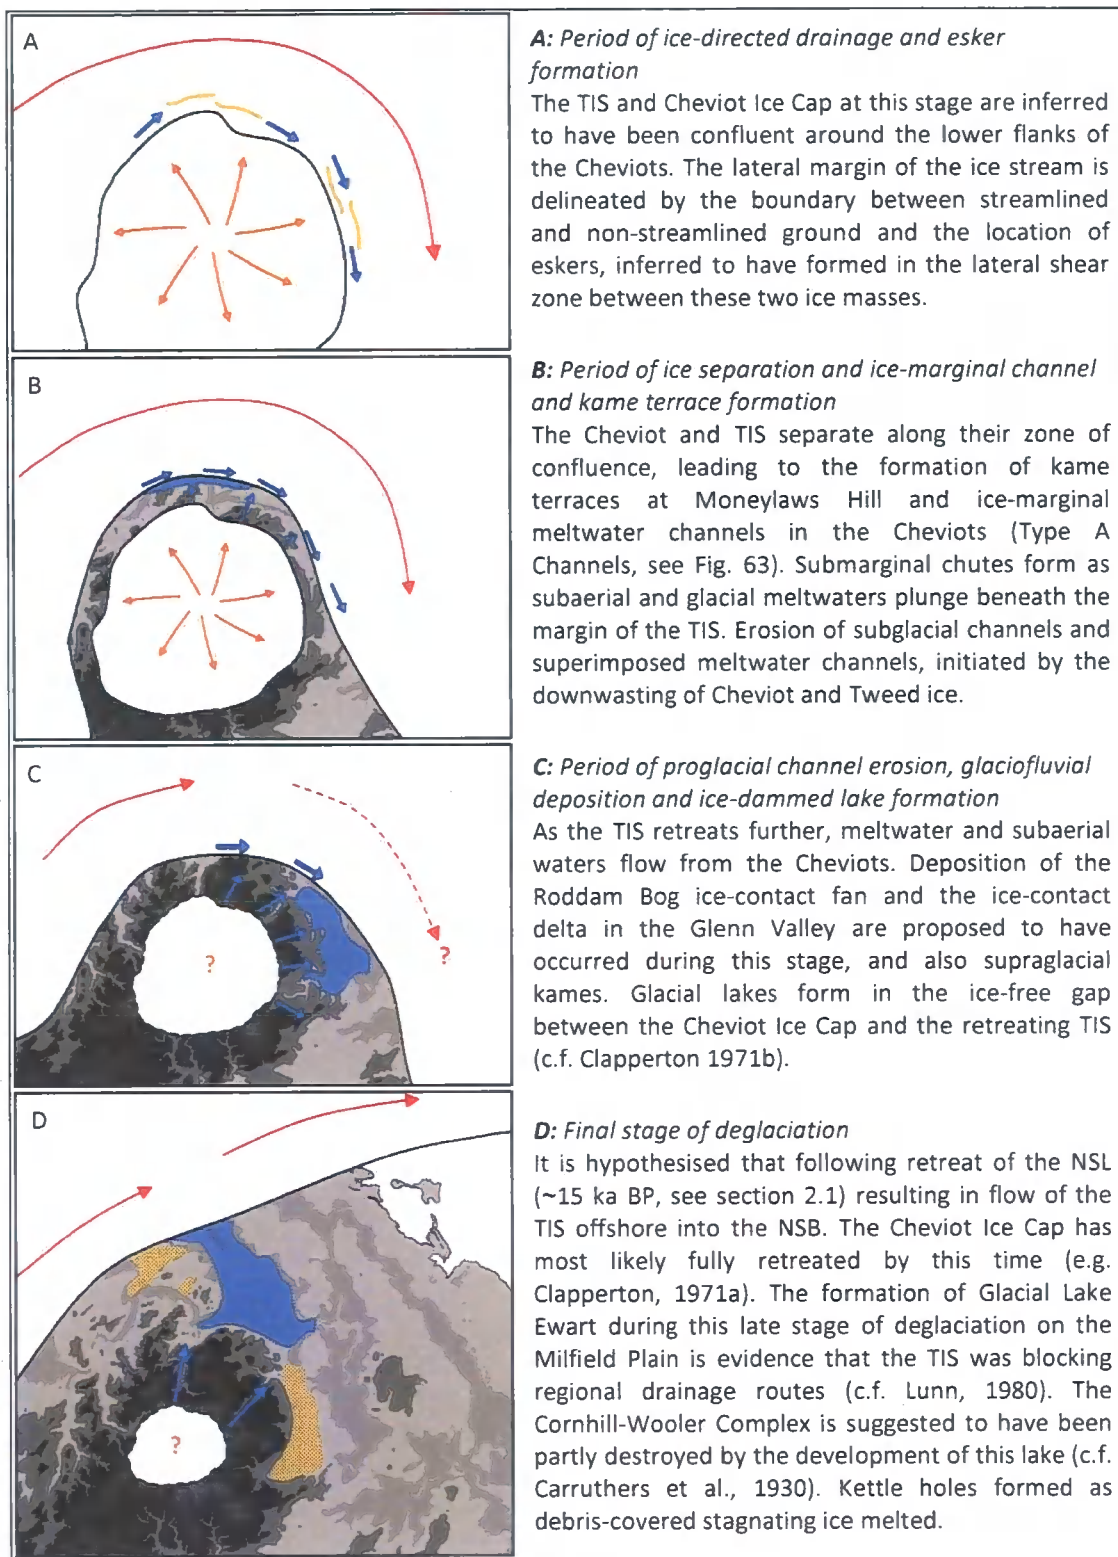 A
A: Period of ice-directed drainage and esker
formation
The TIS and Cheviot Ice Cap at this stage are inferred
to have been confluent around the lower flanks of
the Cheviots. The lateral margin of the ice stream is
delineated by the boundary between streamlined
and non-streamlined ground and the location of
eskers, inferred to have formed in the lateral shear
zone between these two ice masses.
B
B: Period of ice separation and ice-marginal channel
and kame terrace formation
The Cheviot and TIS separate along their zone of
confluence, leading to the formation of kame
terraces at Moneylaws Hill and ice-marginal
meltwater channels in the Cheviots (Type A
Channels, see Fig. 63). Submarginal chutes form as
subaerial and glacial meltwaters plunge beneath the
margin of the TIS. Erosion of subglacial channels and
superimposed meltwater channels, initiated by the
downwasting of Cheviot and Tweed ice.
C
?
?
C: Period of proglacial channel erosion, glaciofluvial
deposition and ice-dammed lake formation
As the TIS retreats further, meltwater and subaerial
waters flow from the Cheviots. Deposition of the
Roddam Bog ice-contact fan and the ice-contact
delta in the Glenn Valley are proposed to have
occurred during this stage, and also supraglacial
kames. Glacial lakes form in the ice-free gap
between the Cheviot Ice Cap and the retreating TIS
(c.f. Clapperton 1971b).
D
?
D: Final stage of deglaciation
It is hypothesised that following retreat of the NSL
(~15 ka BP, see section 2.1) resulting in flow of the
TIS offshore into the NSB. The Cheviot Ice Cap has
most likely fully retreated by this time (e.g.
Clapperton, 1971a). The formation of Glacial Lake
Ewart during this late stage of deglaciation on the
Milfield Plain is evidence that the TIS was blocking
regional drainage routes (c.f. Lunn, 1980). The
Cornhill-Wooler Complex is suggested to have been
partly destroyed by the development of this lake (c.f.
Carruthers et al., 1930). Kettle holes formed as
debris-covered stagnating ice melted.